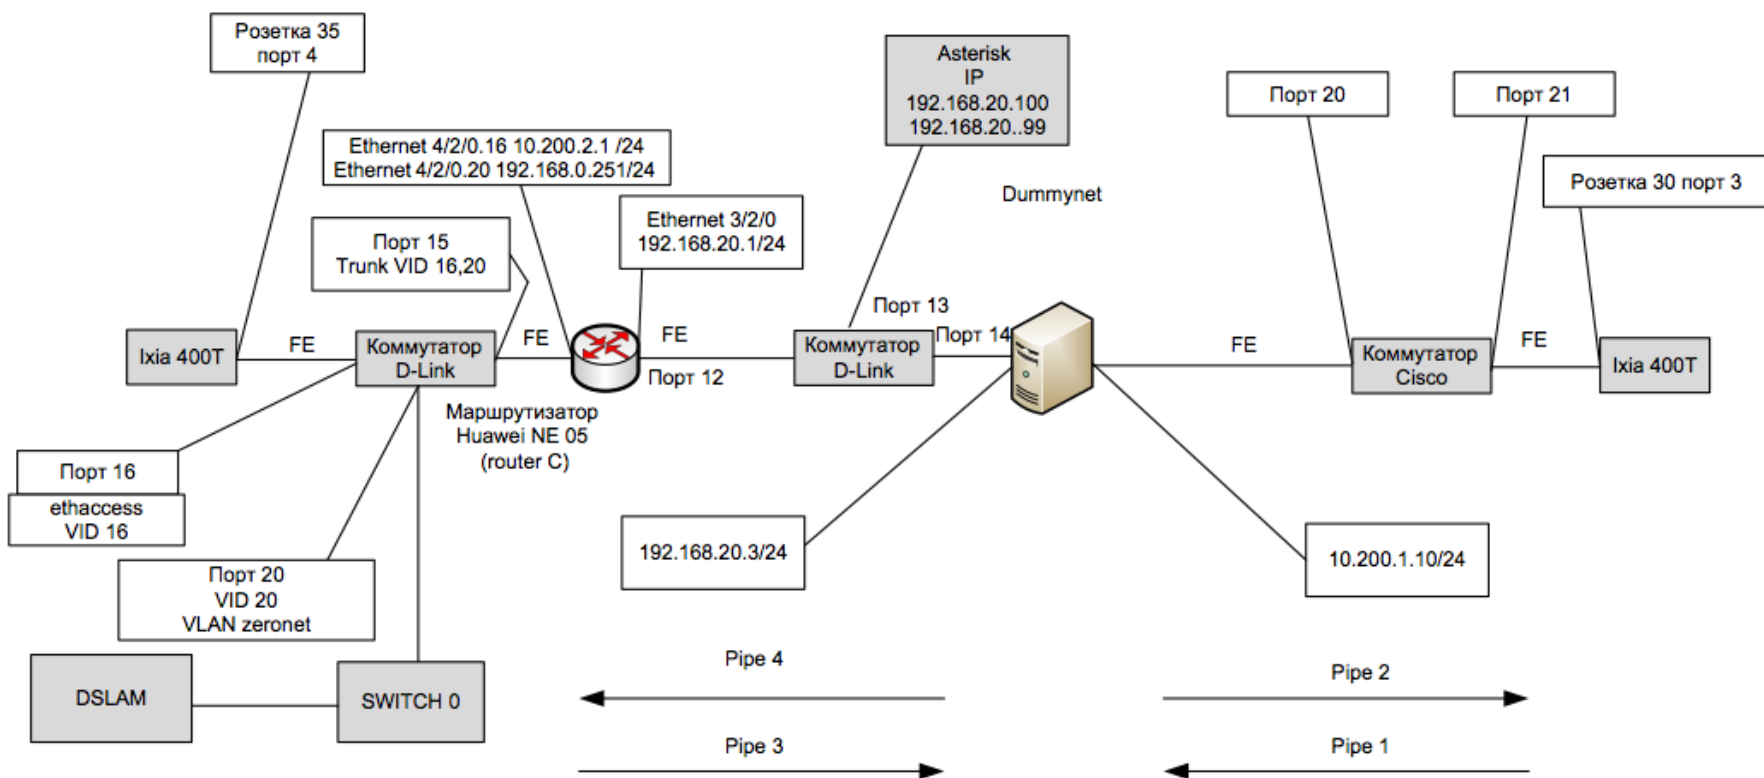 Розетка 35
порт 4
Asterisk
IP
192.168.20.100
192.168.20..99
Порт 20
Порт 21
Ethernet 4/2/0.16 10.200.2.1 /24
Ethernet 4/2/0.20 192.168.0.251/24
Dummynet
Розетка 30 порт 3
Ethernet 3/2/0
192.168.20.1/24
Порт 15
Trunk VID 16,20
Порт 13
Порт 14
Ixia 400T
FE
Коммутатор
D-Link
FE
FE
Порт 12
Коммутатор
D-Link
FE
Коммутатор
Cisco
FE
Ixia 400T
Маршрутизатор
Huawei NE 05
(router C)
Порт 16
ethaccess
VID 16
192.168.20.3/24
10.200.1.10/24
Порт 20
VID 20
VLAN zeronet
DSLAM
SWITCH 0
Pipe 4
Pipe 2
Pipe 3
Pipe 1